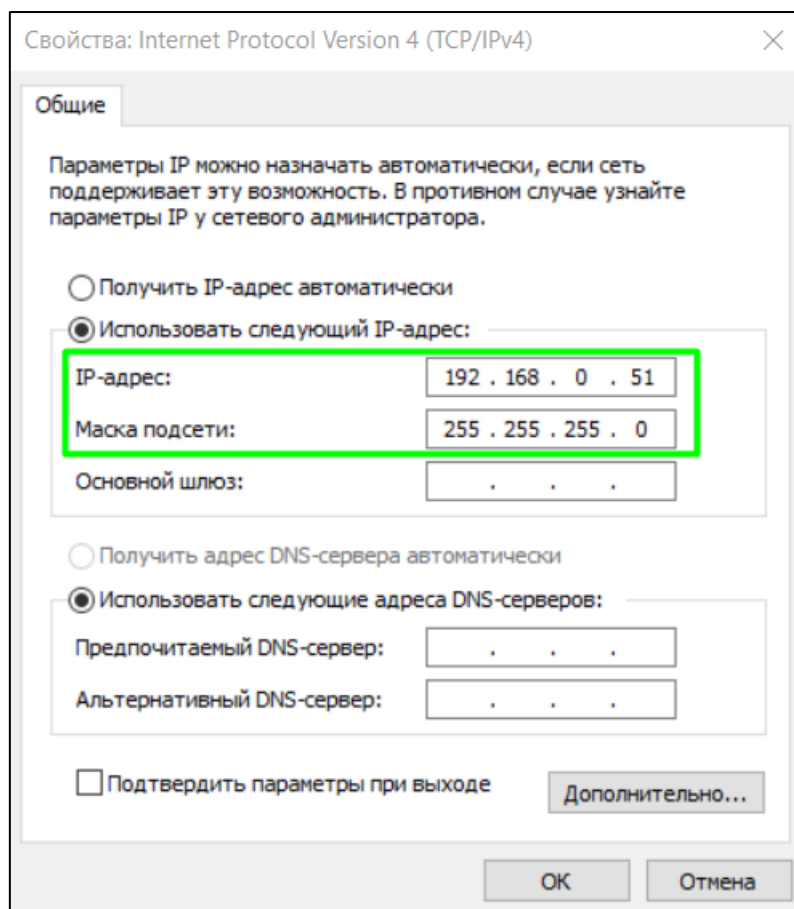 Свойства: Internet Protocol Version 4 (TCP/IPv4)
Общие
Параметры IP можно назначать автоматически, если сеть
поддерживает эту возможность. В противном случае узнайте
параметры IP у сетевого администратора.
Получить IP-адрес автоматически
Использовать следующий IP-адрес:
IP-адрес: 192 . 168 . 0 . 51
Маска подсети: 255 . 255 . 255 . 0
Основной шлюз: . . .
Получить адрес DNS-сервера автоматически
Использовать следующие адреса DNS-серверов:
Предпочитаемый DNS-сервер: . . .
Альтернативный DNS-сервер: . . .
Подтвердить параметры при выходе
Дополнительно...
ОК Отмена